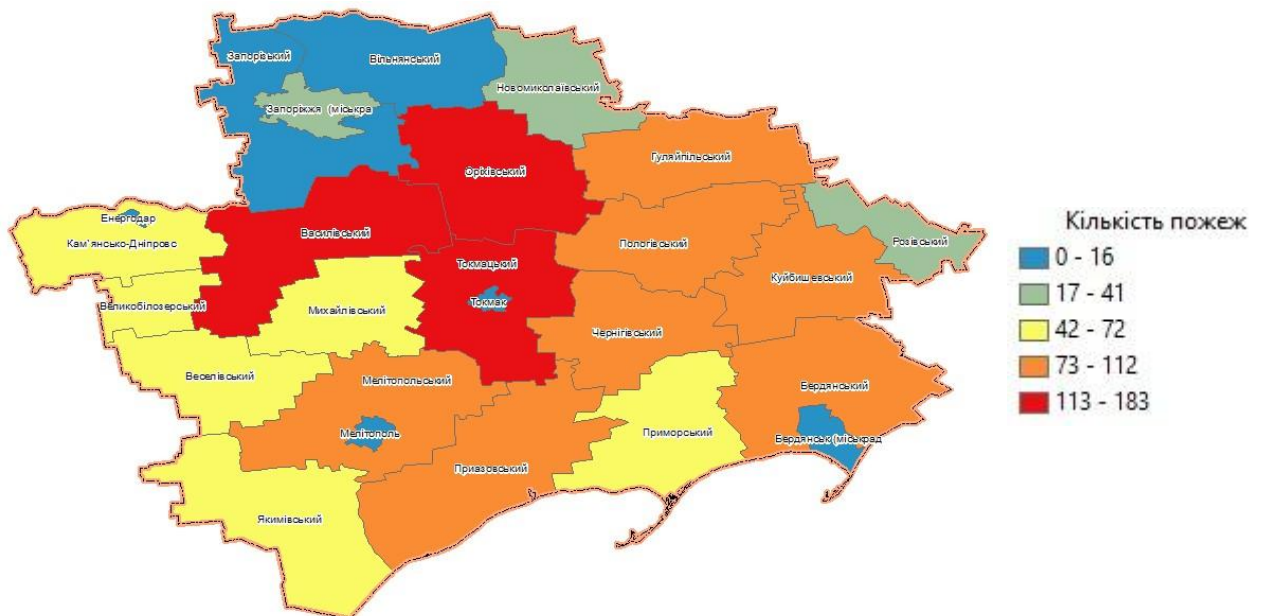 Запорізький
Вільнянський
Новомиколаївський
Запоріжжя (міськра
Гуляйпільський
Оріхівський
Енергодар
Кам'янсько-Дніпровс
Василівський
Розівський
Пологівський
Куйбишевський
Токмацький
Токмак
Великобілозерський
Михайлівський
Чернігівський
Веселівський
Мелітопольський
Бердянський
Мелітополь
Приморський
Бердянськ (міськрад
Приазовський
Якимівський
Кількість пожеж
0 - 16
17 - 41
42 - 72
73 - 112
113 - 183